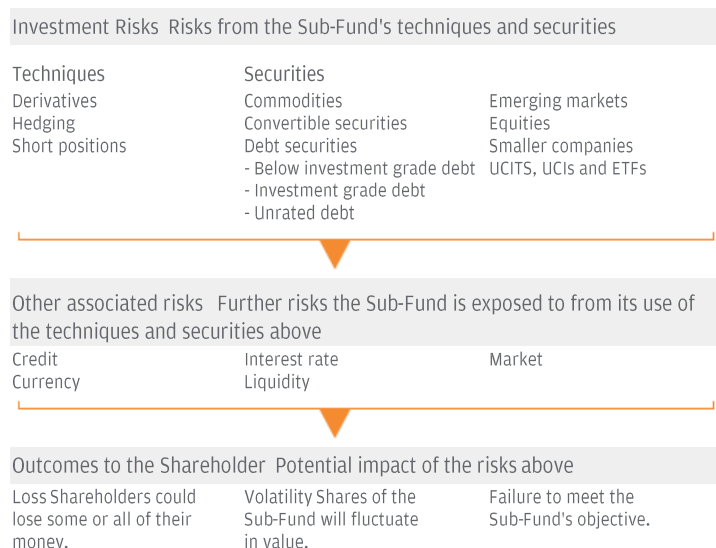 Investment Risks Risks from the Sub-Fund's techniques and securities
Techniques
Derivatives
Hedging
Short positions
Securities
Commodities
Convertible securities
Debt securities
- Below investment grade debt
- Investment grade debt
- Unrated debt
Emerging markets
Equities
Smaller companies
UCITS, UCIs and ETFs
Other associated risks Further risks the Sub-Fund is exposed to from its use of
the techniques and securities above
Credit
Currency
Interest rate
Liquidity
Market
Outcomes to the Shareholder Potential impact of the risks above
Loss Shareholders could
lose some or all of their
money.
Volatility Shares of the
Sub-Fund will fluctuate
in value.
Failure to meet the
Sub-Fund's objective.